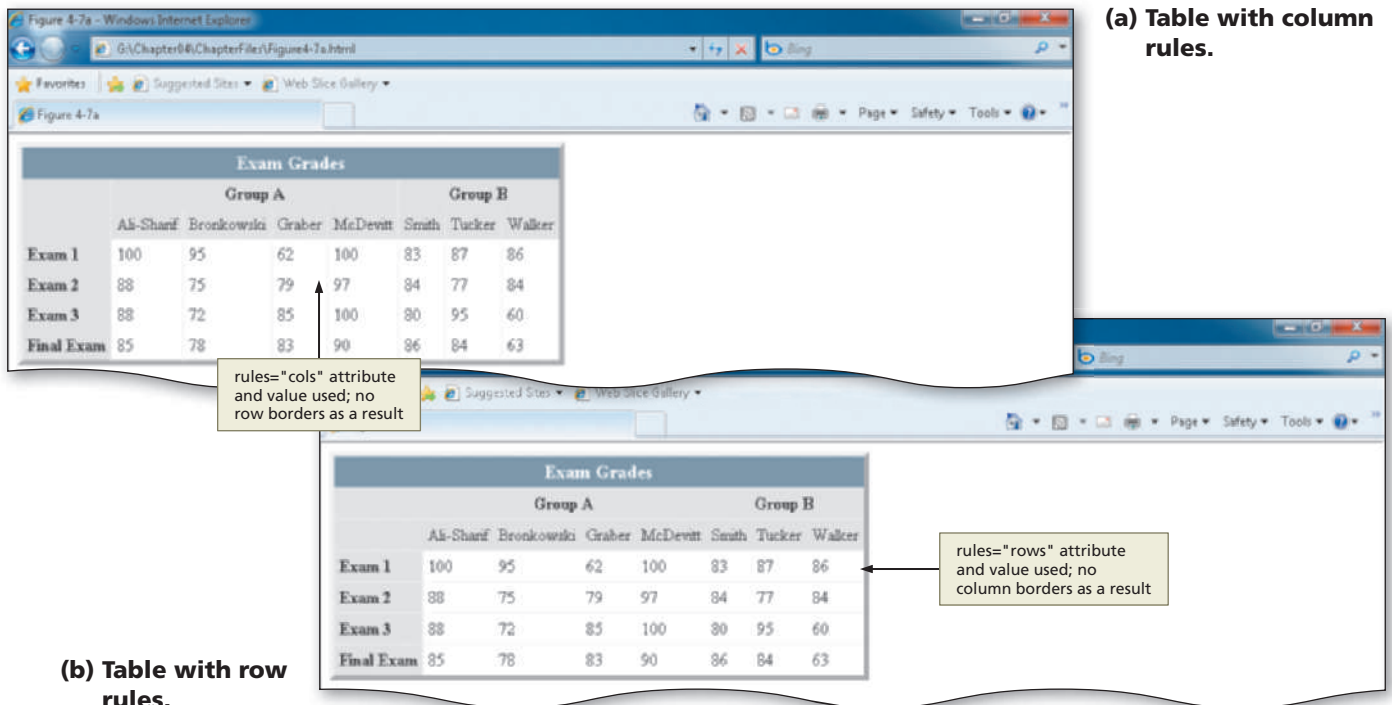 Figure 4-7a - Windows Internet Explorer
G:\Chapter04\ChapterFiles\Figure4-7a.html
Bing
Favorites Suggested Sites Web Slice Gallery
Figure 4-7a
Page Safety Tools
(a) Table with column
rules.
Exam Grades
Group A Group B
Ali-Sharif Bronkowski Graber McDevitt Smith Tucker Walker
Exam 1 100 95 62 100 83 87 86
Exam 2 88 75 79 97 84 77 84
Exam 3 88 72 85 100 80 95 60
Final Exam 85 78 83 90 86 84 63
rules="cols" attribute
and value used; no
row borders as a result
Bing
Suggested Sites Web Slice Gallery
Page Safety Tools
Exam Grades
Group A Group B
Ali-Sharif Bronkowski Graber McDevitt Smith Tucker Walker
Exam 1 100 95 62 100 83 87 86
Exam 2 88 75 79 97 84 77 84
Exam 3 88 72 85 100 80 95 60
Final Exam 85 78 83 90 86 84 63
rules="rows" attribute
and value used; no
column borders as a result
(b) Table with row
rules.